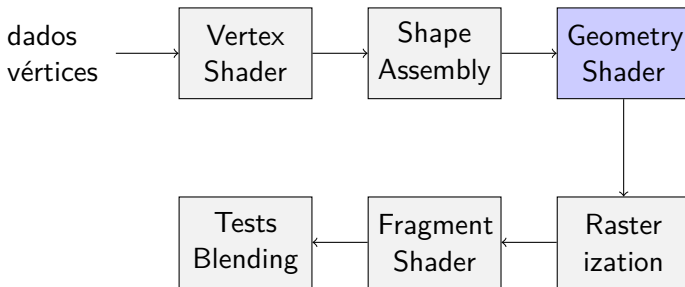 dados
vértices
Vertex
Shader
Shape
Assembly
Geometry
Shader
Tests
Blending
Fragment
Shader
Raster
ization